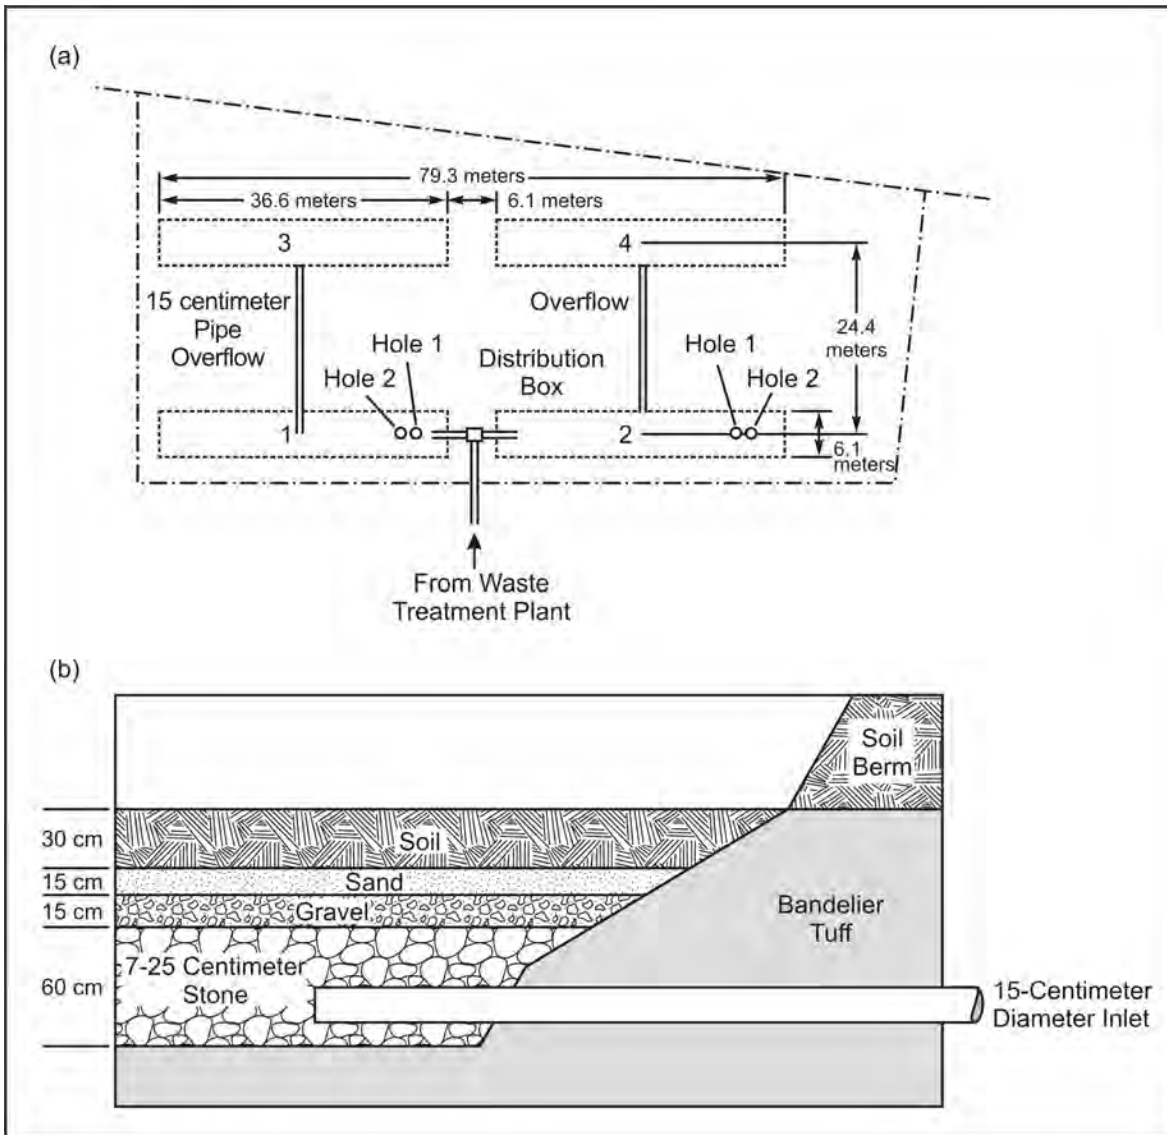 (a)
79.3 meters
36.6 meters
6.1 meters
3
4
15 centimeter
Pipe
Overflow
Overflow
24.4
meters
Hole 1
Hole 2
Distribution
Box
Hole 1
Hole 2
1
2
6.1
meters
From Waste
Treatment Plant
(b)
Soil
Berm
30 cm
Soil
15 cm
Sand
15 cm
Gravel
Bandelier
Tuff
60 cm
7-25 Centimeter
Stone
15-Centimeter
Diameter Inlet